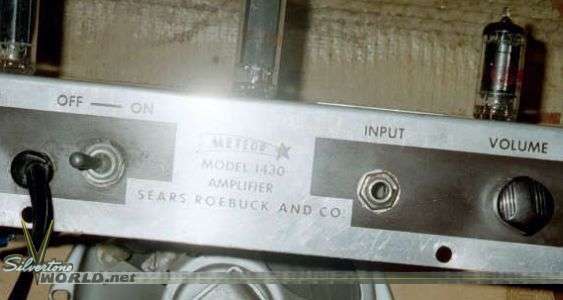 OFF — ON
METEOR
MODEL 1430
AMPLIFIER
SEARS ROEBUCK AND CO
INPUT
VOLUME
Silvertone
WORLD.net